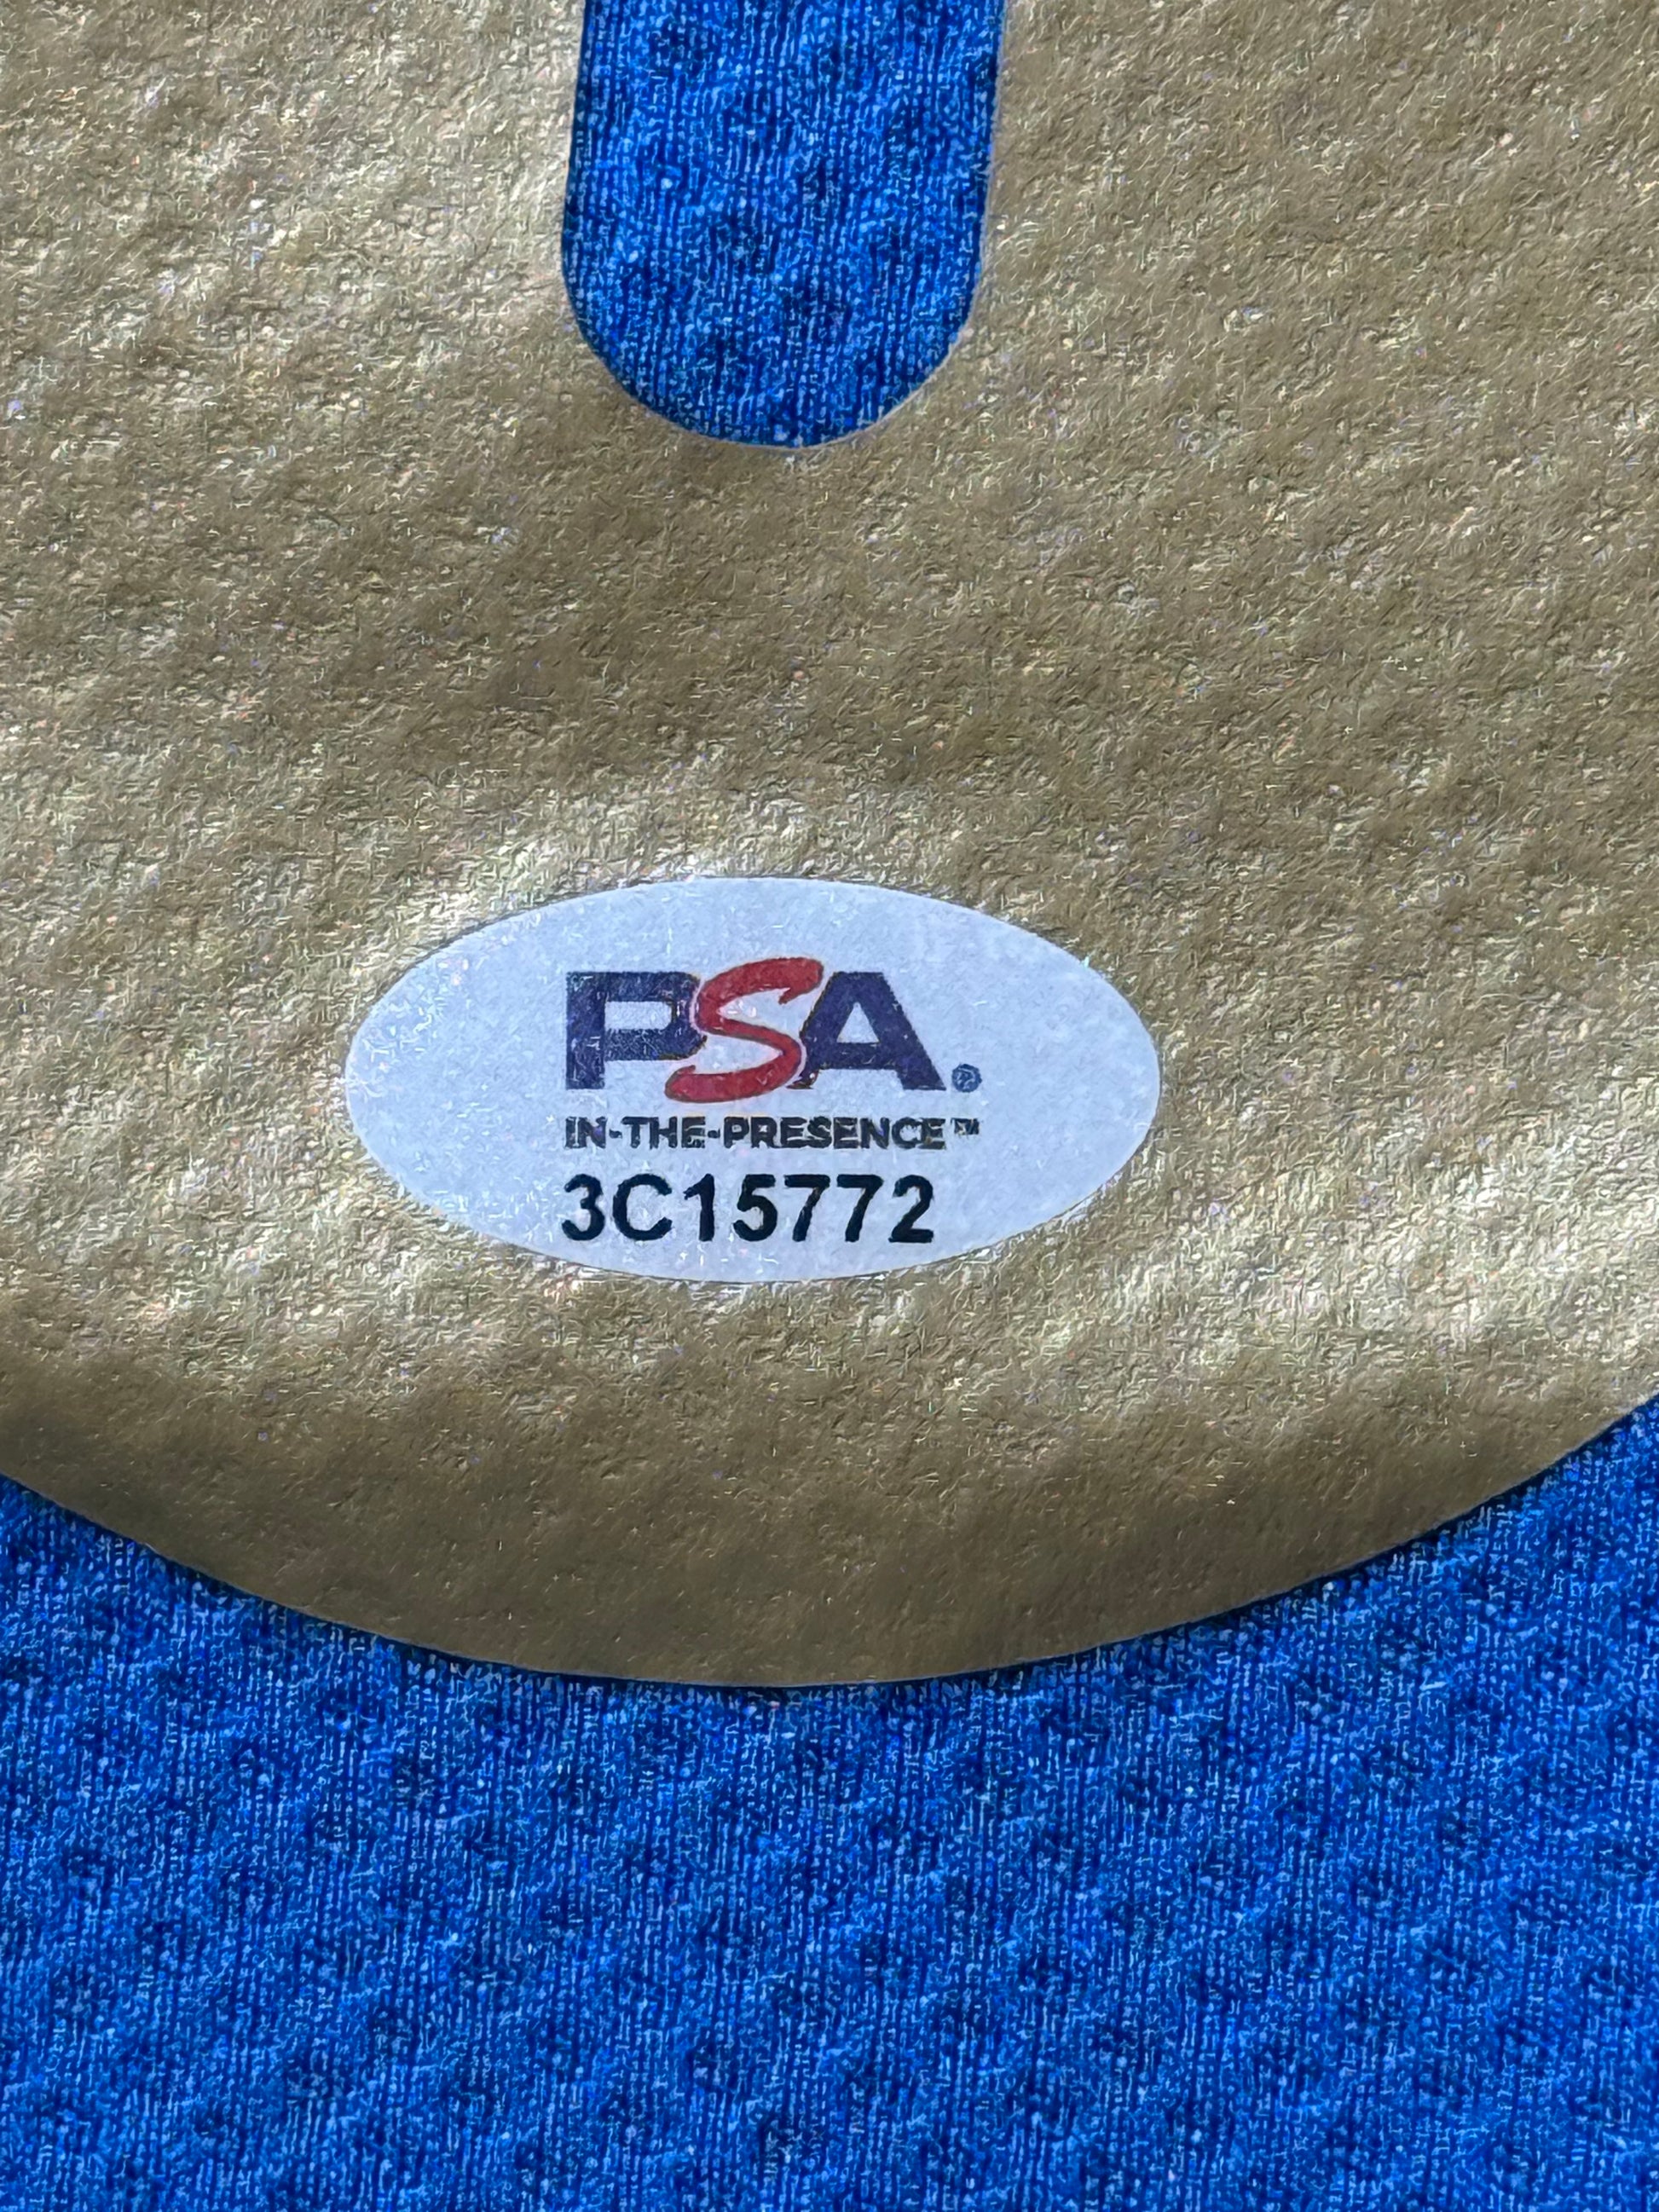 PSA®
IN-THE-PRESENCE™
3C15772